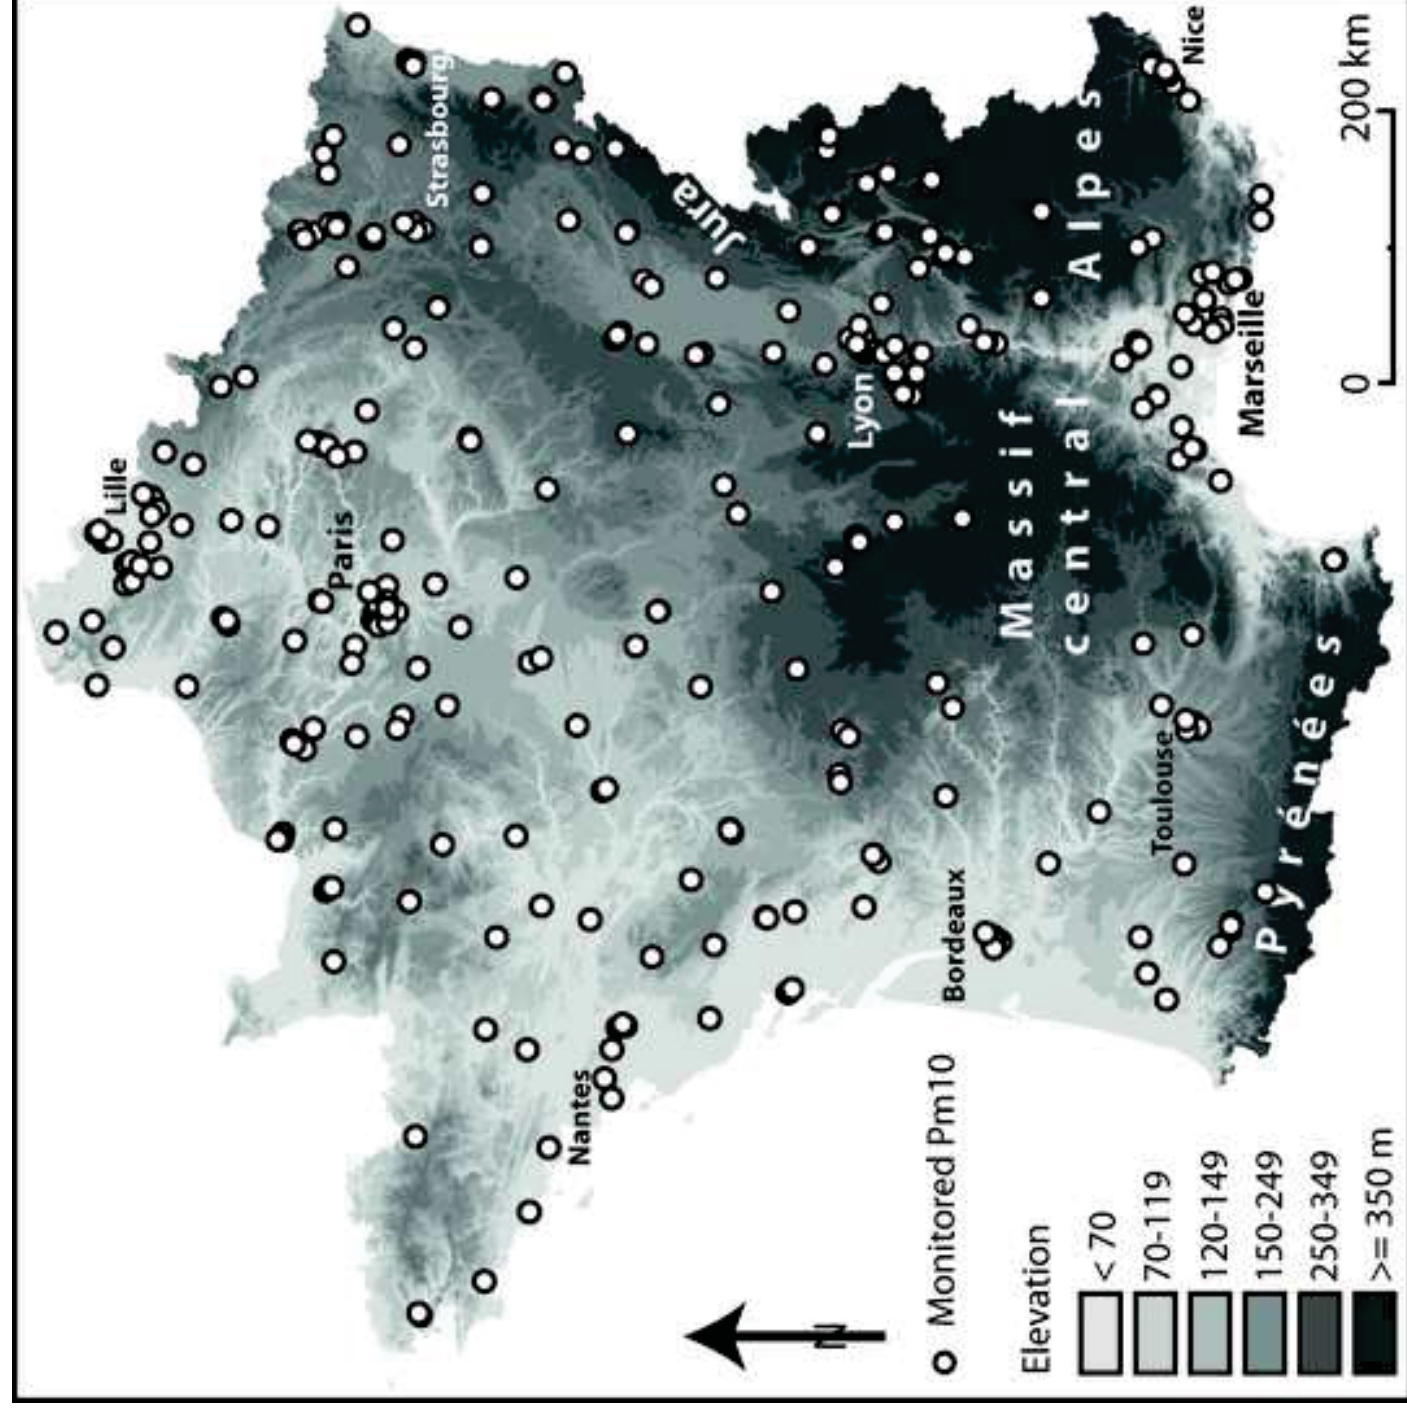 Lille
Strasbourg
Paris
Nantes
Jura
Lyon
Massif
central
Alpes
Bordeaux
Toulouse
Marseille
Nice
Pyrénées
N
Monitored Pm10
Elevation
< 70
70-119
120-149
150-249
250-349
>= 350 m
0
200 km